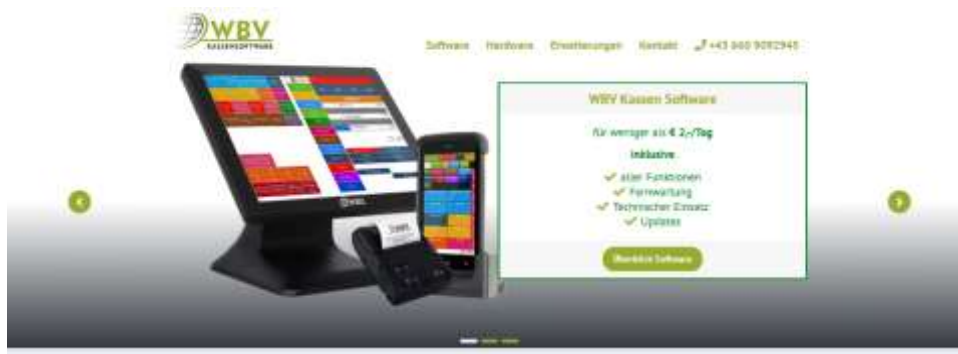 WBV
KASSENSOFTWARE
Software Hardware Erweiterungen Kontakt +43 660 9092945
WBV Kassen Software
für weniger als € 2,-/Tag
inklusive
aller Funktionen
Fernwartung
Technischer Einsatz
Updates
Überblick Software